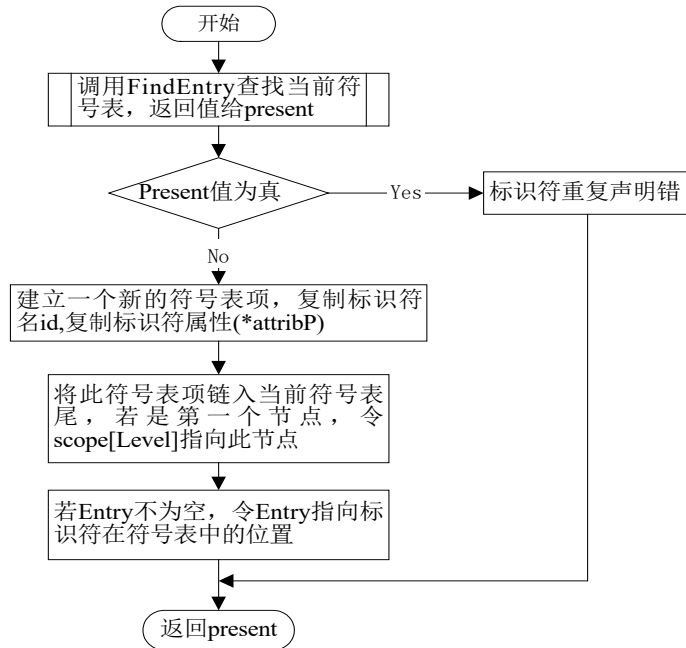 开始
调用FindEntry查找当前符
号表，返回值给present
Present值为真
Yes
标识符重复声明错
No
建立一个新的符号表项，复制标识符
名id,复制标识符属性(*attribP)
将此符号表项链入当前符号表
尾，若是第一个节点，令
scope[Level]指向此节点
若Entry不为空，令Entry指向标
识符在符号表中的位置
返回present